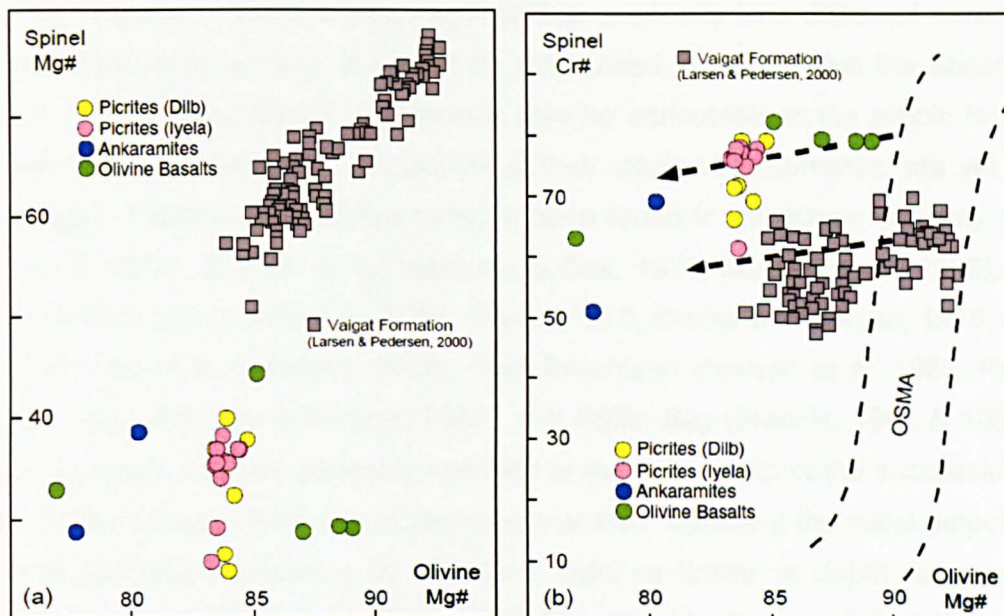 Spinel
Mg#
Picrites (Dilb)
Picrites (Iyela)
Ankaramites
Olivine Basalts
60
Vaigat Formation
(Larsen & Pedersen, 2000)
40
Olivine
Mg#
(a)
80
85
90
Spinel
Cr#
Vaigat Formation
(Larsen & Pedersen, 2000)
70
50
OSMA
30
Picrites (Dilb)
Picrites (Iyela)
Ankaramites
Olivine Basalts
10
Olivine
Mg#
(b)
80
85
90